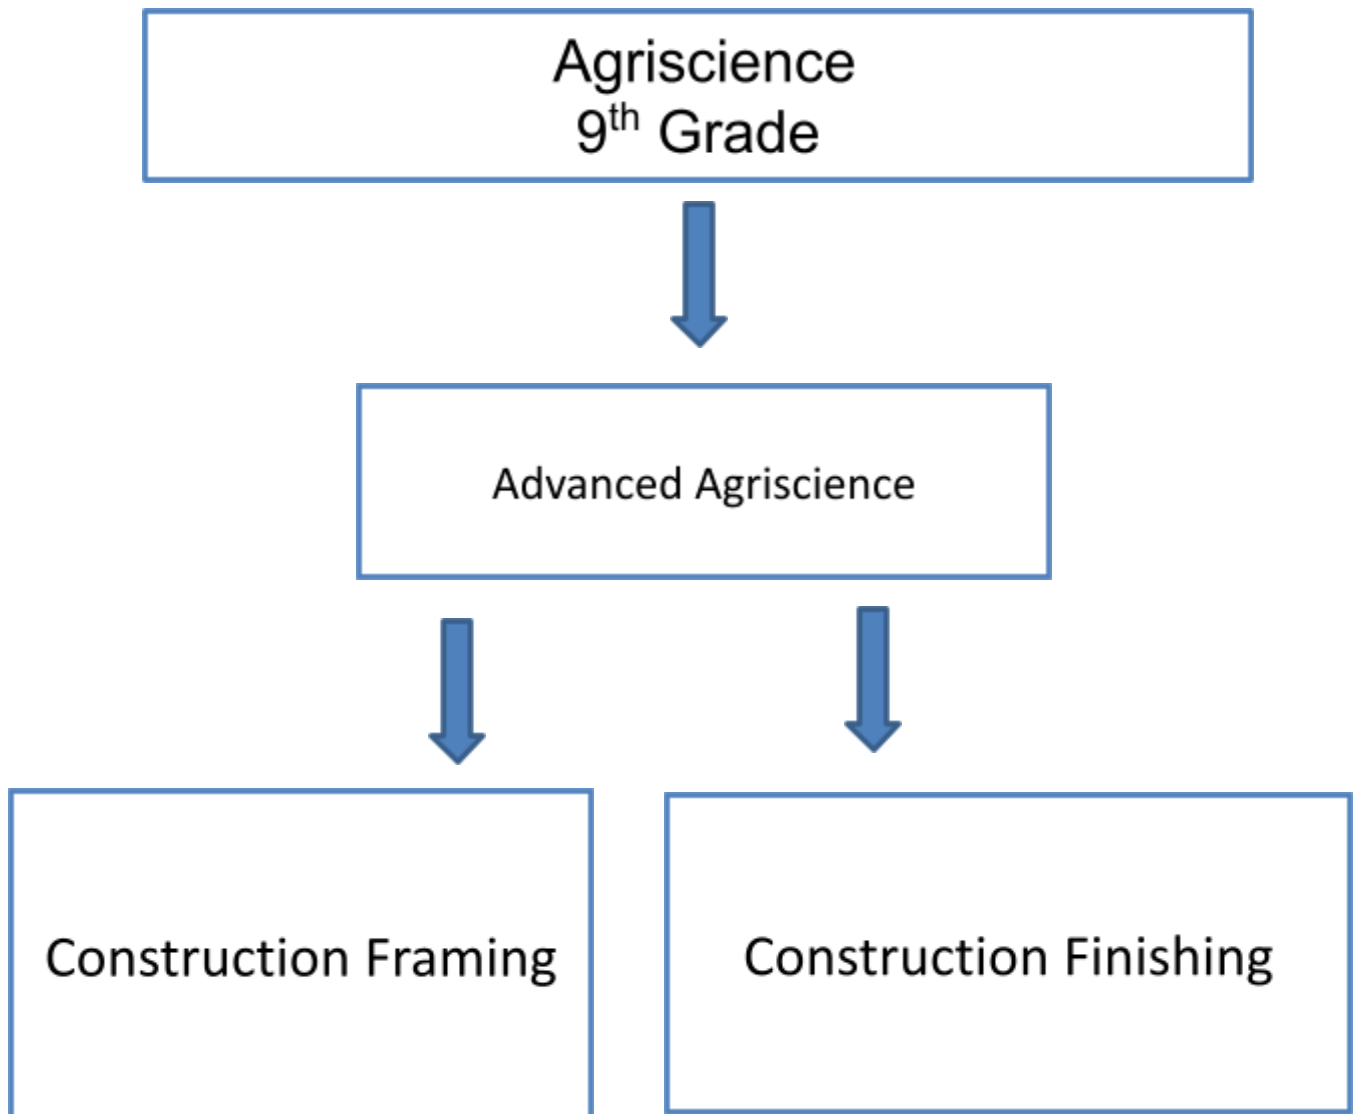 Agriscience
9th Grade
Advanced Agriscience
Construction Framing
Construction Finishing